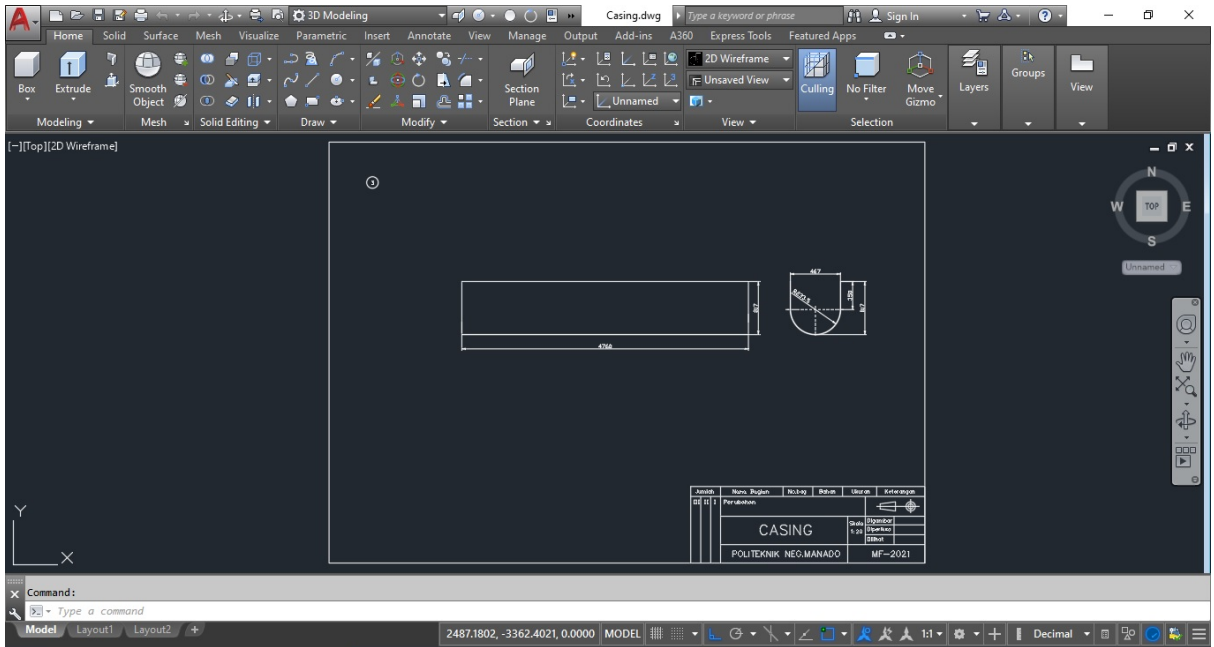 3D Modeling
Casing.dwg
Type a keyword or phrase
Sign In
Home Solid Surface Mesh Visualize Parametric Insert Annotate View Manage Output Add-ins A360 Express Tools Featured Apps
Box
Extrude
Smooth
Object
Section
Plane
Unnamed
2D Wireframe
Unsaved View
Culling
No Filter
Move
Gizmo
Layers
Groups
View
Modeling Mesh Solid Editing Draw Modify Section Coordinates View Selection
[−][Top][2D Wireframe]
N
W TOP E
S
Unnamed
3
467
4760
Jumlah Nama Bagian No.bag Bahan Ukuran Keterangan
III II I Perubahan
CASING
Skala
1:20
Digambar
Diperiksa
Dilihat
POLITEKNIK NEG.MANADO MF-2021
Y
X
Command:
Type a command
Model Layout1 Layout2 +
2487.1802, -3362.4021, 0.0000 MODEL 1:1 Decimal